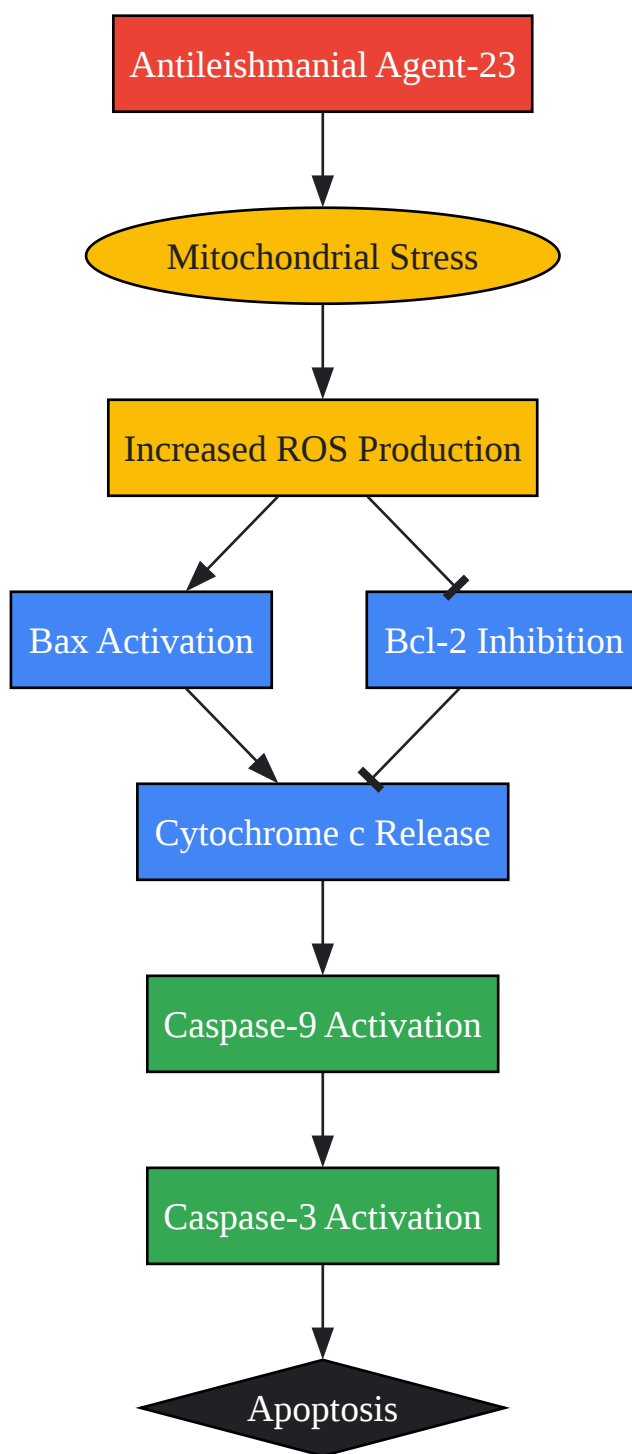 Antileishmanial Agent-23
Mitochondrial Stress
Increased ROS Production
Bax Activation
Bcl-2 Inhibition
Cytochrome c Release
Caspase-9 Activation
Caspase-3 Activation
Apoptosis